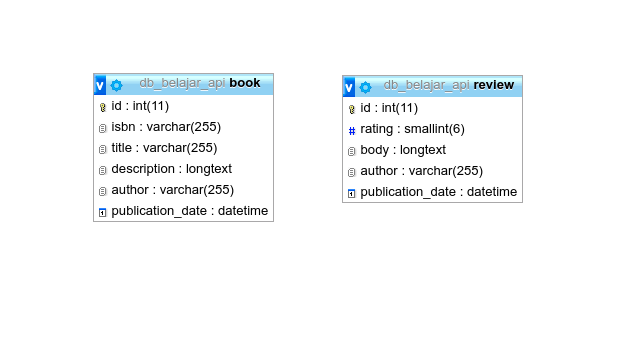 v db_belajar_api book
id : int(11)
isbn : varchar(255)
title : varchar(255)
description : longtext
author : varchar(255)
publication_date : datetime
v db_belajar_api review
id : int(11)
# rating : smallint(6)
body : longtext
author : varchar(255)
publication_date : datetime